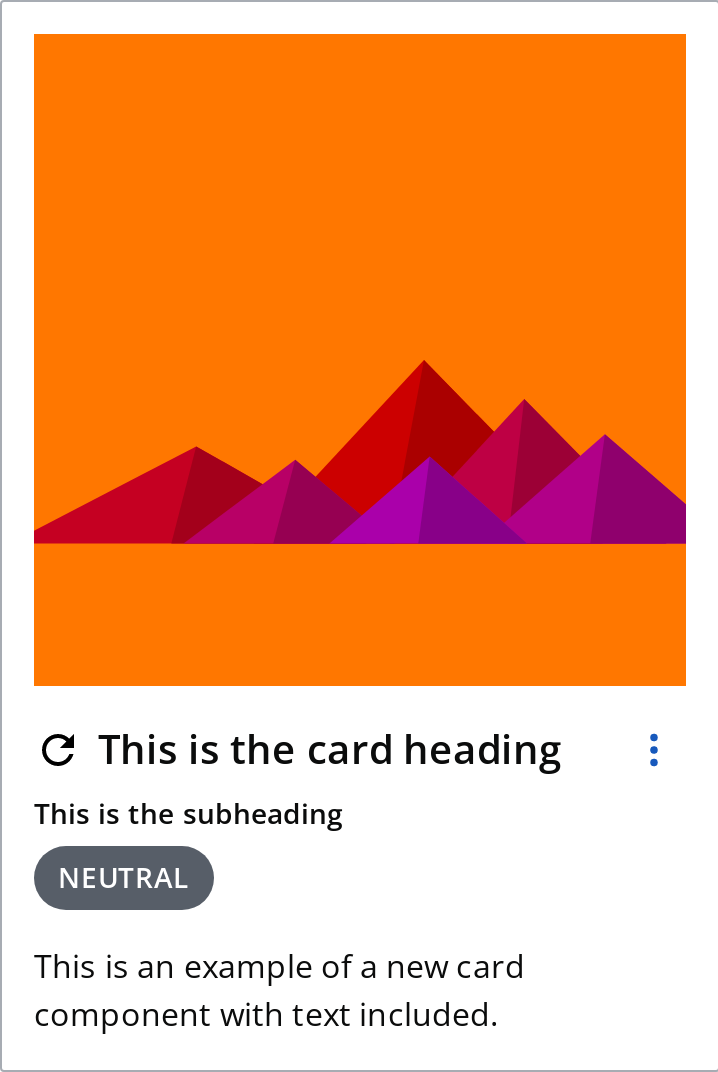 This is the card heading
This is the subheading
NEUTRAL
This is an example of a new card
component with text included.